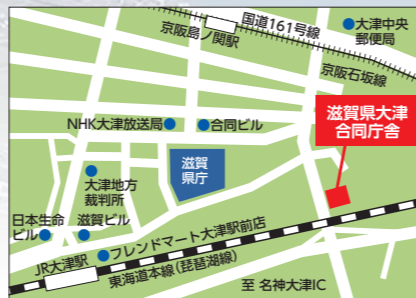 国道161号線
大津中央
郵便局
京阪島ノ関駅
京阪石坂線
滋賀県大津
合同庁舎
NHK大津放送局
合同ビル
滋賀
県庁
大津地方
裁判所
日本生命
ビル
滋賀ビル
フレンドマート大津駅前店
JR大津駅
東海道本線(琵琶湖線)
至 名神大津IC